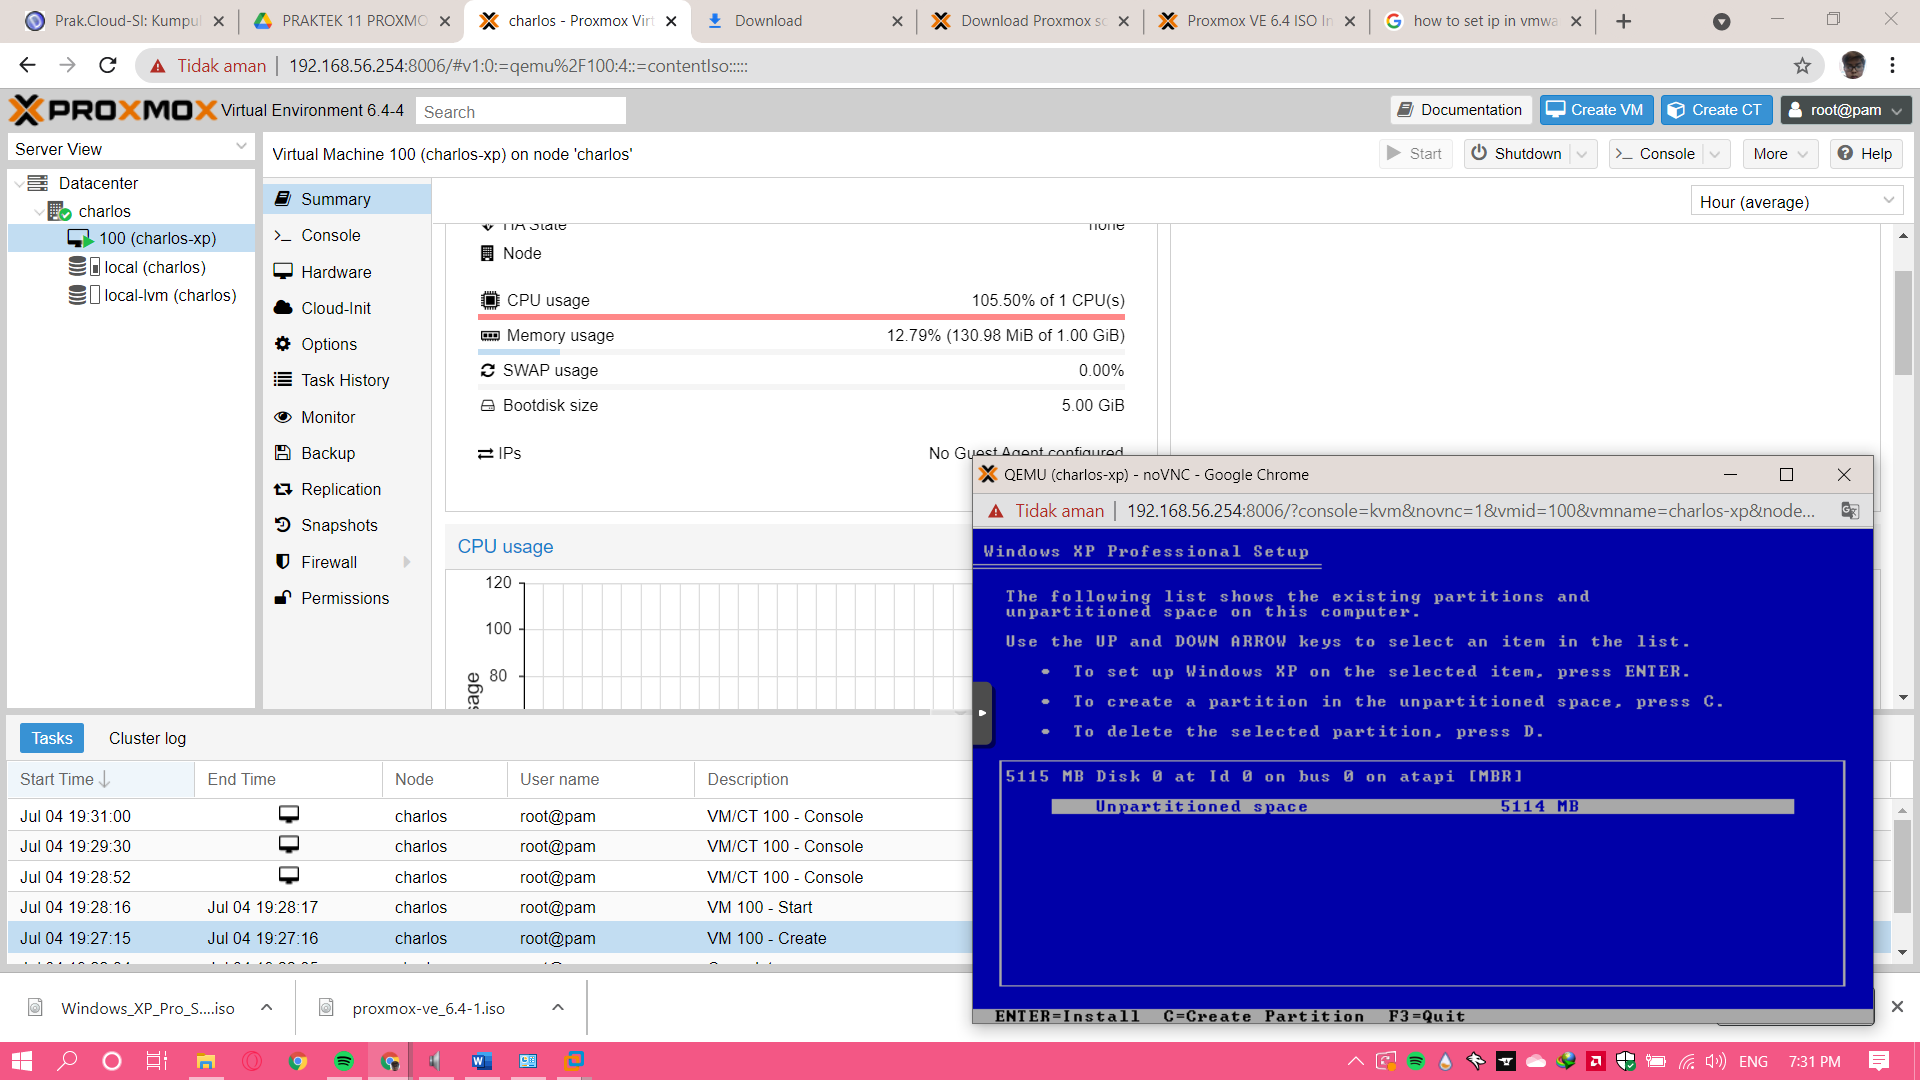 Prak.Cloud-SI: Kumpul
PRAKTEK 11 PROXMO
charlos - Proxmox Virt
Download
Download Proxmox so
Proxmox VE 6.4 ISO In
how to set ip in vmwa
Tidak aman
192.168.56.254:8006/#v1:0:=qemu%2F100:4::=contentIso:::::
PROXMOX
Virtual Environment 6.4-4
Search
Documentation
Create VM
Create CT
root@pam
Server View
Virtual Machine 100 (charlos-xp) on node 'charlos'
Start
Shutdown
Console
More
Help
Datacenter
charlos
100 (charlos-xp)
local (charlos)
local-lvm (charlos)
Summary
Console
Hardware
Cloud-Init
Options
Task History
Monitor
Backup
Replication
Snapshots
Firewall
Permissions
Hour (average)
HA State none
Node
CPU usage 105.50% of 1 CPU(s)
Memory usage 12.79% (130.98 MiB of 1.00 GiB)
SWAP usage 0.00%
Bootdisk size 5.00 GiB
IPs No Guest Agent configured
CPU usage
120
100
80
QEMU (charlos-xp) - noVNC - Google Chrome
Tidak aman
192.168.56.254:8006/?console=kvm&novnc=1&vmid=100&vmname=charlos-xp&node...
Windows XP Professional Setup
The following list shows the existing partitions and
unpartitioned space on this computer.
Use the UP and DOWN ARROW keys to select an item in the list.
• To set up Windows XP on the selected item, press ENTER.
• To create a partition in the unpartitioned space, press C.
• To delete the selected partition, press D.
5115 MB Disk 0 at Id 0 on bus 0 on atapi [MBR]
Unpartitioned space 5114 MB
ENTER=Install C=Create Partition F3=Quit
Tasks
Cluster log
Start Time End Time Node User name Description
Jul 04 19:31:00 charlos root@pam VM/CT 100 - Console
Jul 04 19:29:30 charlos root@pam VM/CT 100 - Console
Jul 04 19:28:52 charlos root@pam VM/CT 100 - Console
Jul 04 19:28:16 Jul 04 19:28:17 charlos root@pam VM 100 - Start
Jul 04 19:27:15 Jul 04 19:27:16 charlos root@pam VM 100 - Create
Windows_XP_Pro_S....iso
proxmox-ve_6.4-1.iso
ENG
7:31 PM